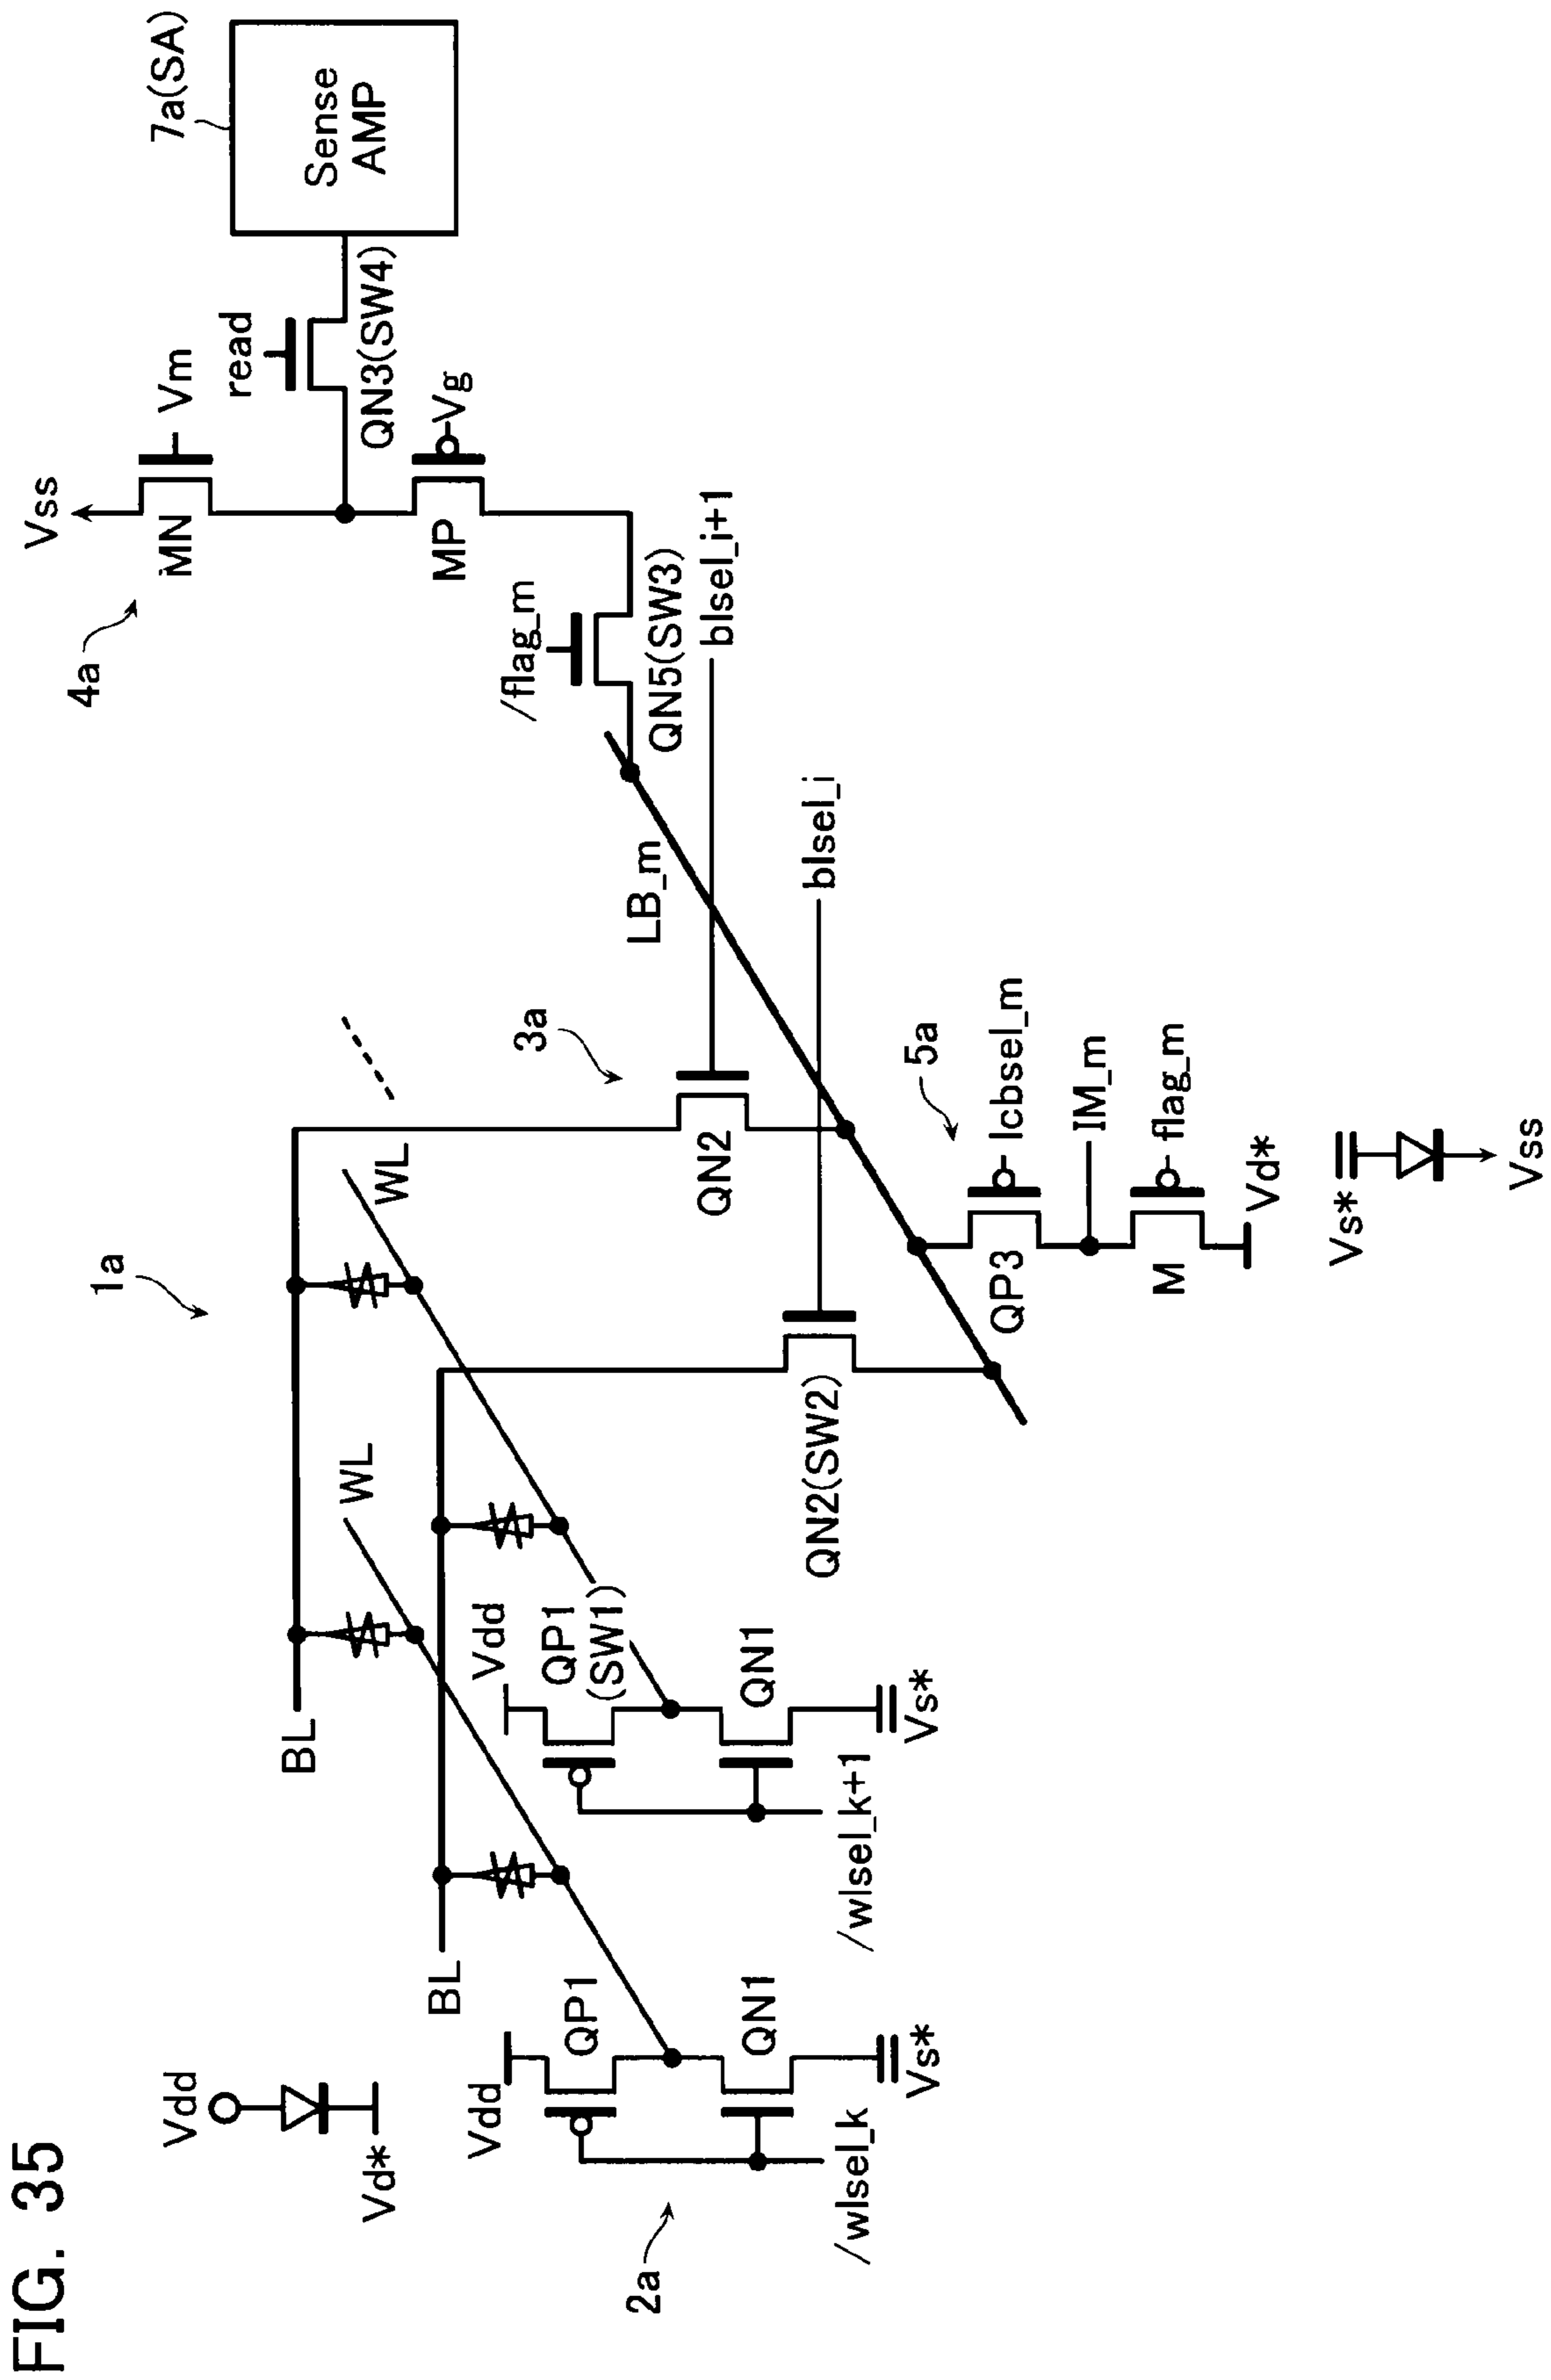 FIG. 35
Vdd
Vd*
2a
Vdd
QP1
QN1
Vs*
/wlsel_k
BL
BL
WL
WL
1a
Vdd
QP1
(SW1)
QN1
Vs*
/wlsel_k+1
QN2(SW2)
QN2
3a
blsel_i
blsel_i+1
LB_m
5a
QP3
lcbsel_m
IM_m
M
flag_m
Vd*
Vs*
Vss
/flag_m
QN5(SW3)
4a
Vss
MN
Vm
MP
Vg
read
QN3(SW4)
7a(SA)
Sense
AMP